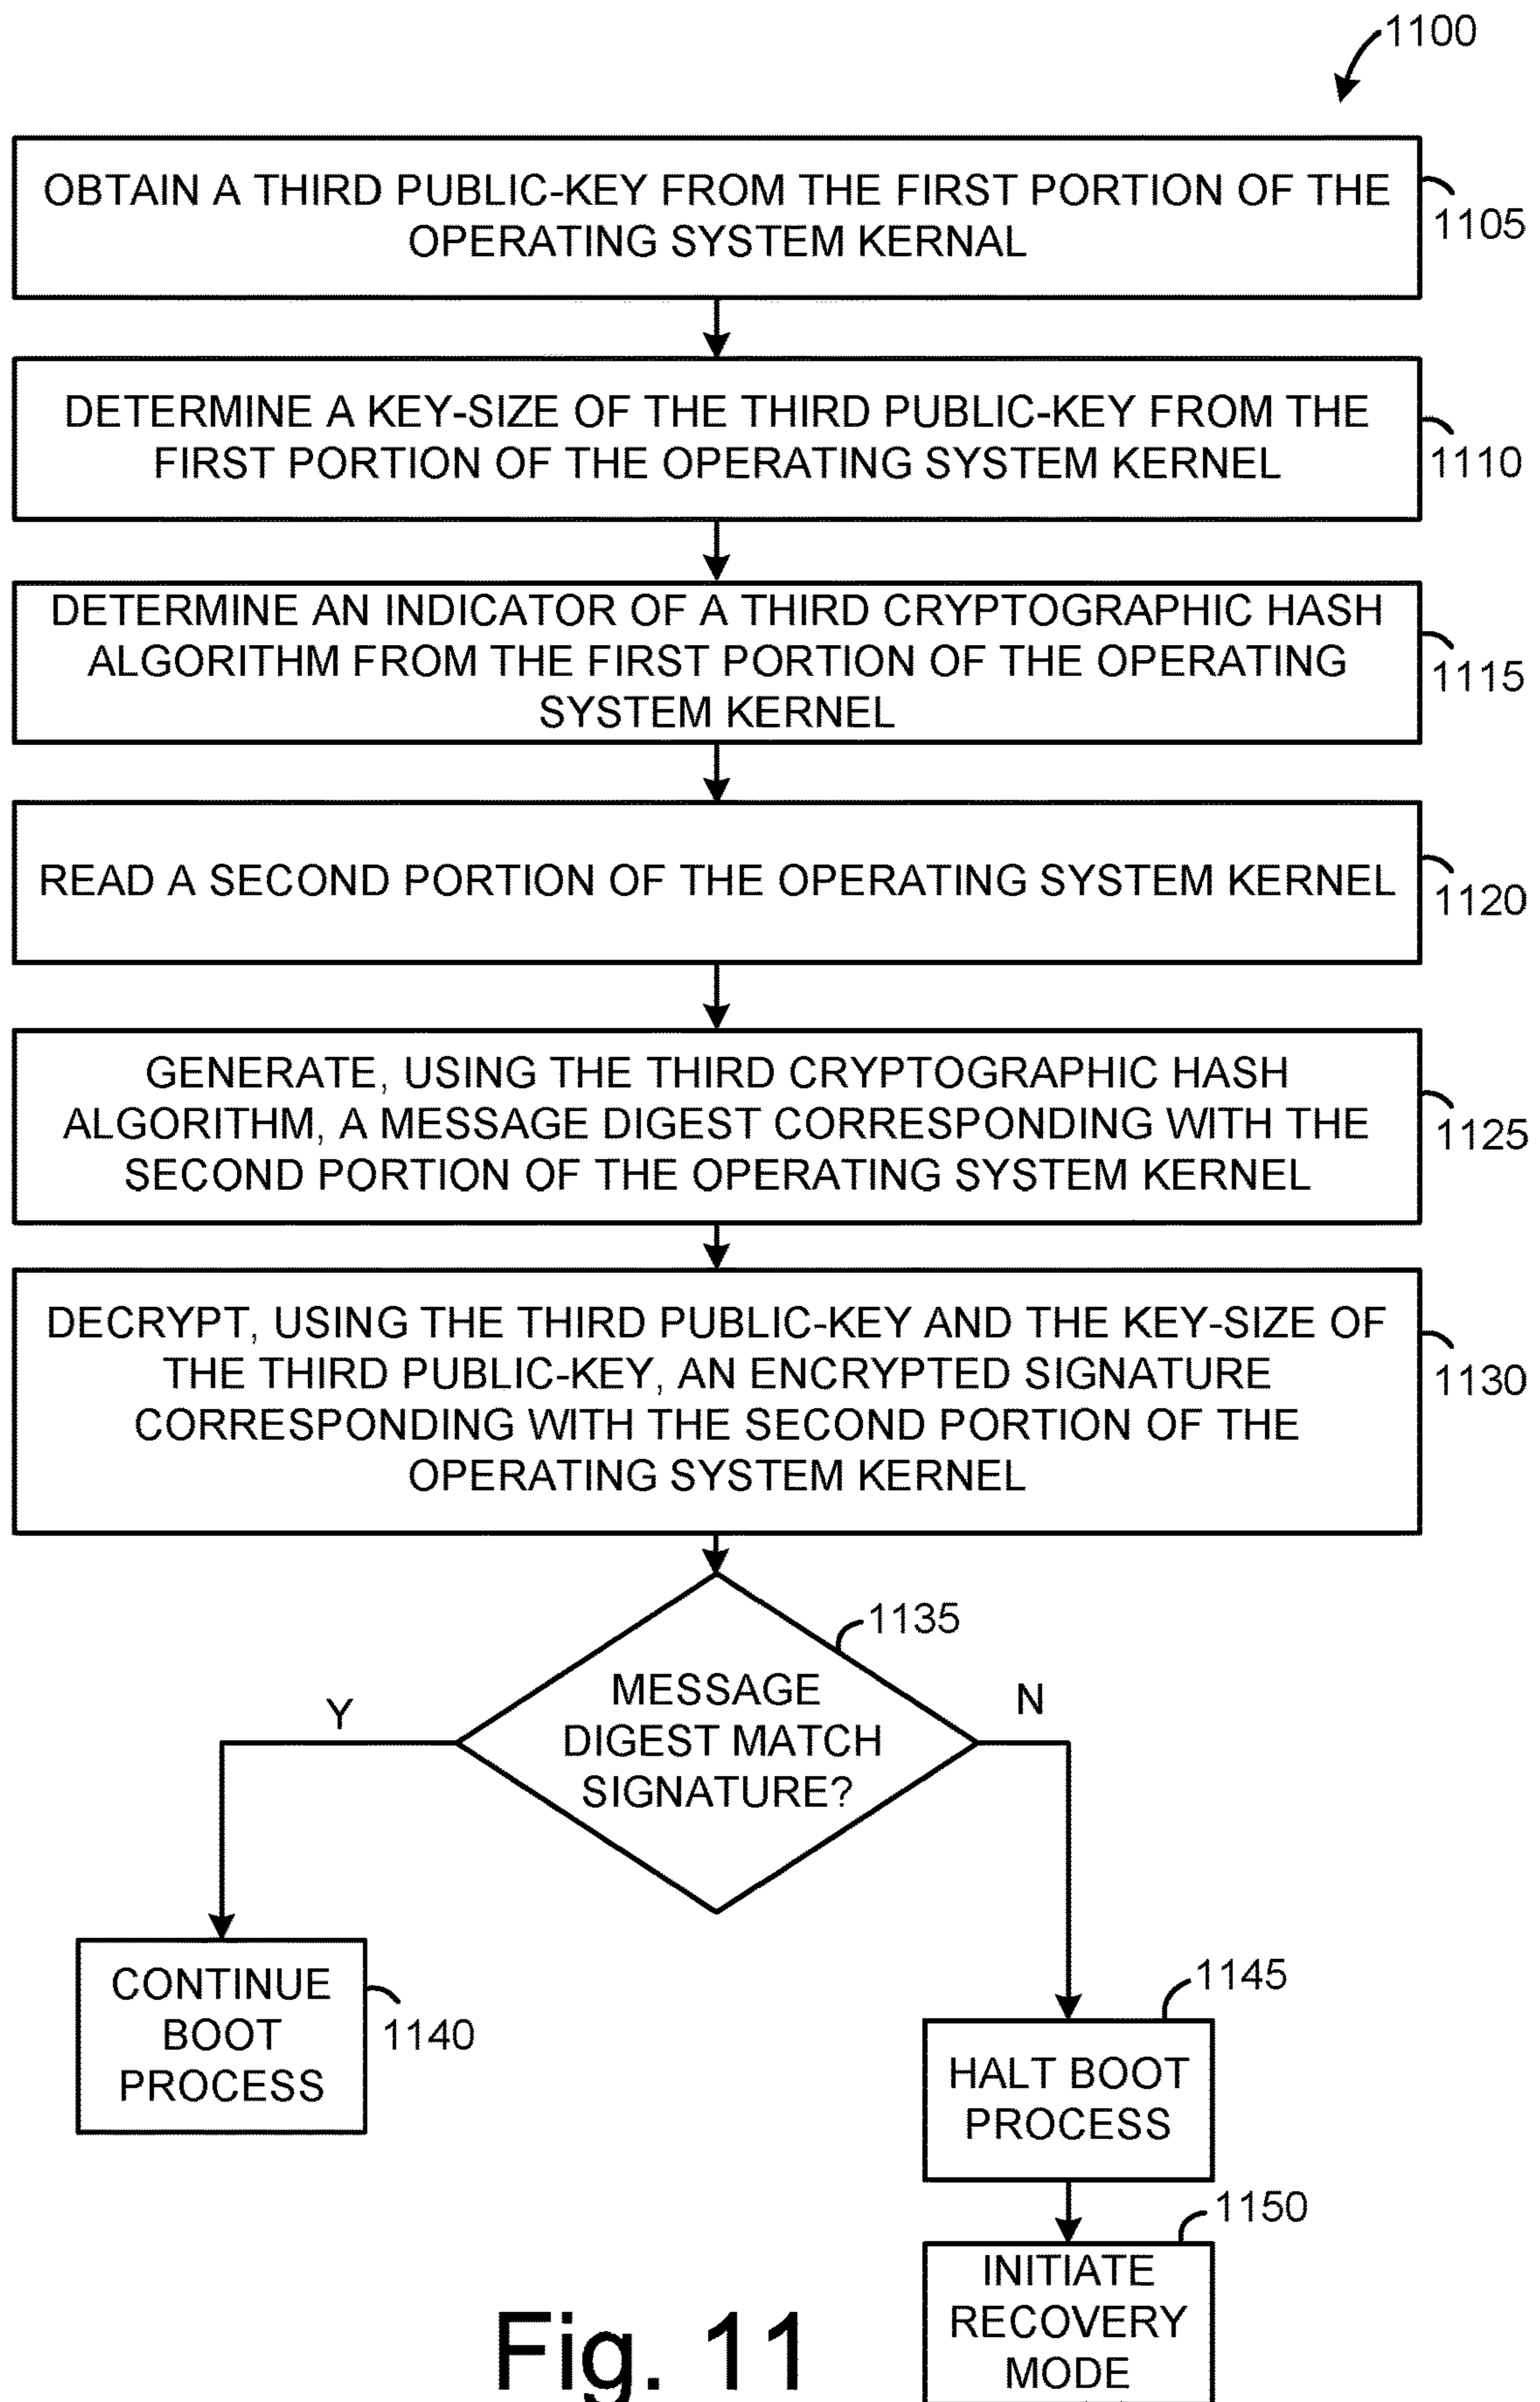 1100
OBTAIN A THIRD PUBLIC-KEY FROM THE FIRST PORTION OF THE
OPERATING SYSTEM KERNAL
1105
DETERMINE A KEY-SIZE OF THE THIRD PUBLIC-KEY FROM THE
FIRST PORTION OF THE OPERATING SYSTEM KERNEL
1110
DETERMINE AN INDICATOR OF A THIRD CRYPTOGRAPHIC HASH
ALGORITHM FROM THE FIRST PORTION OF THE OPERATING
SYSTEM KERNEL
1115
READ A SECOND PORTION OF THE OPERATING SYSTEM KERNEL
1120
GENERATE, USING THE THIRD CRYPTOGRAPHIC HASH
ALGORITHM, A MESSAGE DIGEST CORRESPONDING WITH THE
SECOND PORTION OF THE OPERATING SYSTEM KERNEL
1125
DECRYPT, USING THE THIRD PUBLIC-KEY AND THE KEY-SIZE OF
THE THIRD PUBLIC-KEY, AN ENCRYPTED SIGNATURE
CORRESPONDING WITH THE SECOND PORTION OF THE
OPERATING SYSTEM KERNEL
1130
1135
MESSAGE
DIGEST MATCH
SIGNATURE?
Y
N
CONTINUE
BOOT
PROCESS
1140
1145
HALT BOOT
PROCESS
1150
INITIATE
RECOVERY
MODE
Fig. 11